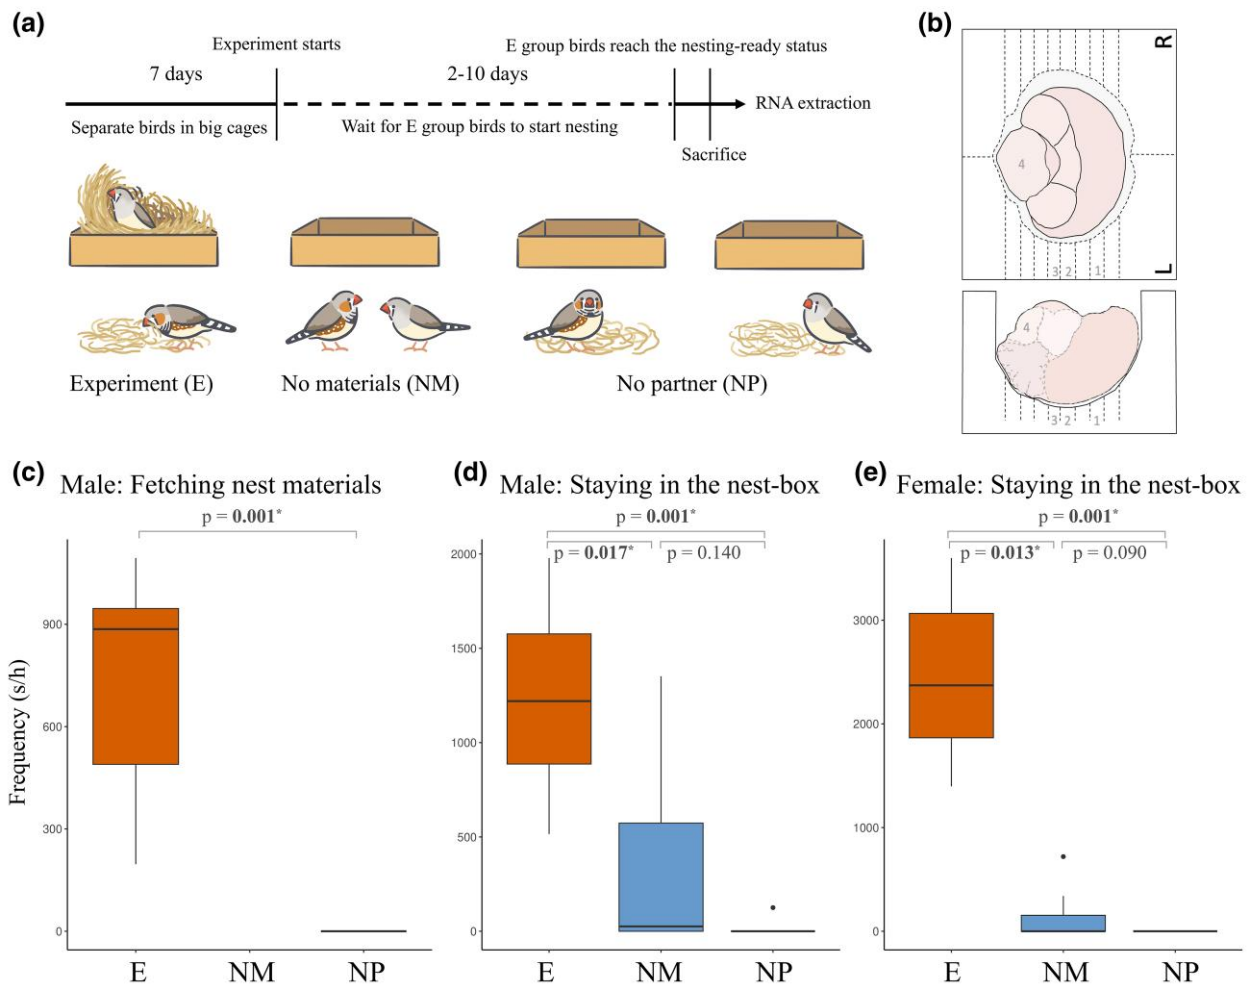 (a)
Experiment starts
E group birds reach the nesting-ready status
7 days
2-10 days
RNA extraction
Separate birds in big cages
Wait for E group birds to start nesting
Sacrifice
Experiment (E)
No materials (NM)
No partner (NP)
(b)
R
4
L
3 2 1
4
3 2 1
(c) Male: Fetching nest materials
p = 0.001*
Frequency (s/h)
900
600
300
0
E NM NP
(d) Male: Staying in the nest-box
p = 0.001*
p = 0.017* p = 0.140
2000
1500
1000
500
0
E NM NP
(e) Female: Staying in the nest-box
p = 0.001*
p = 0.013* p = 0.090
3000
2000
1000
0
E NM NP